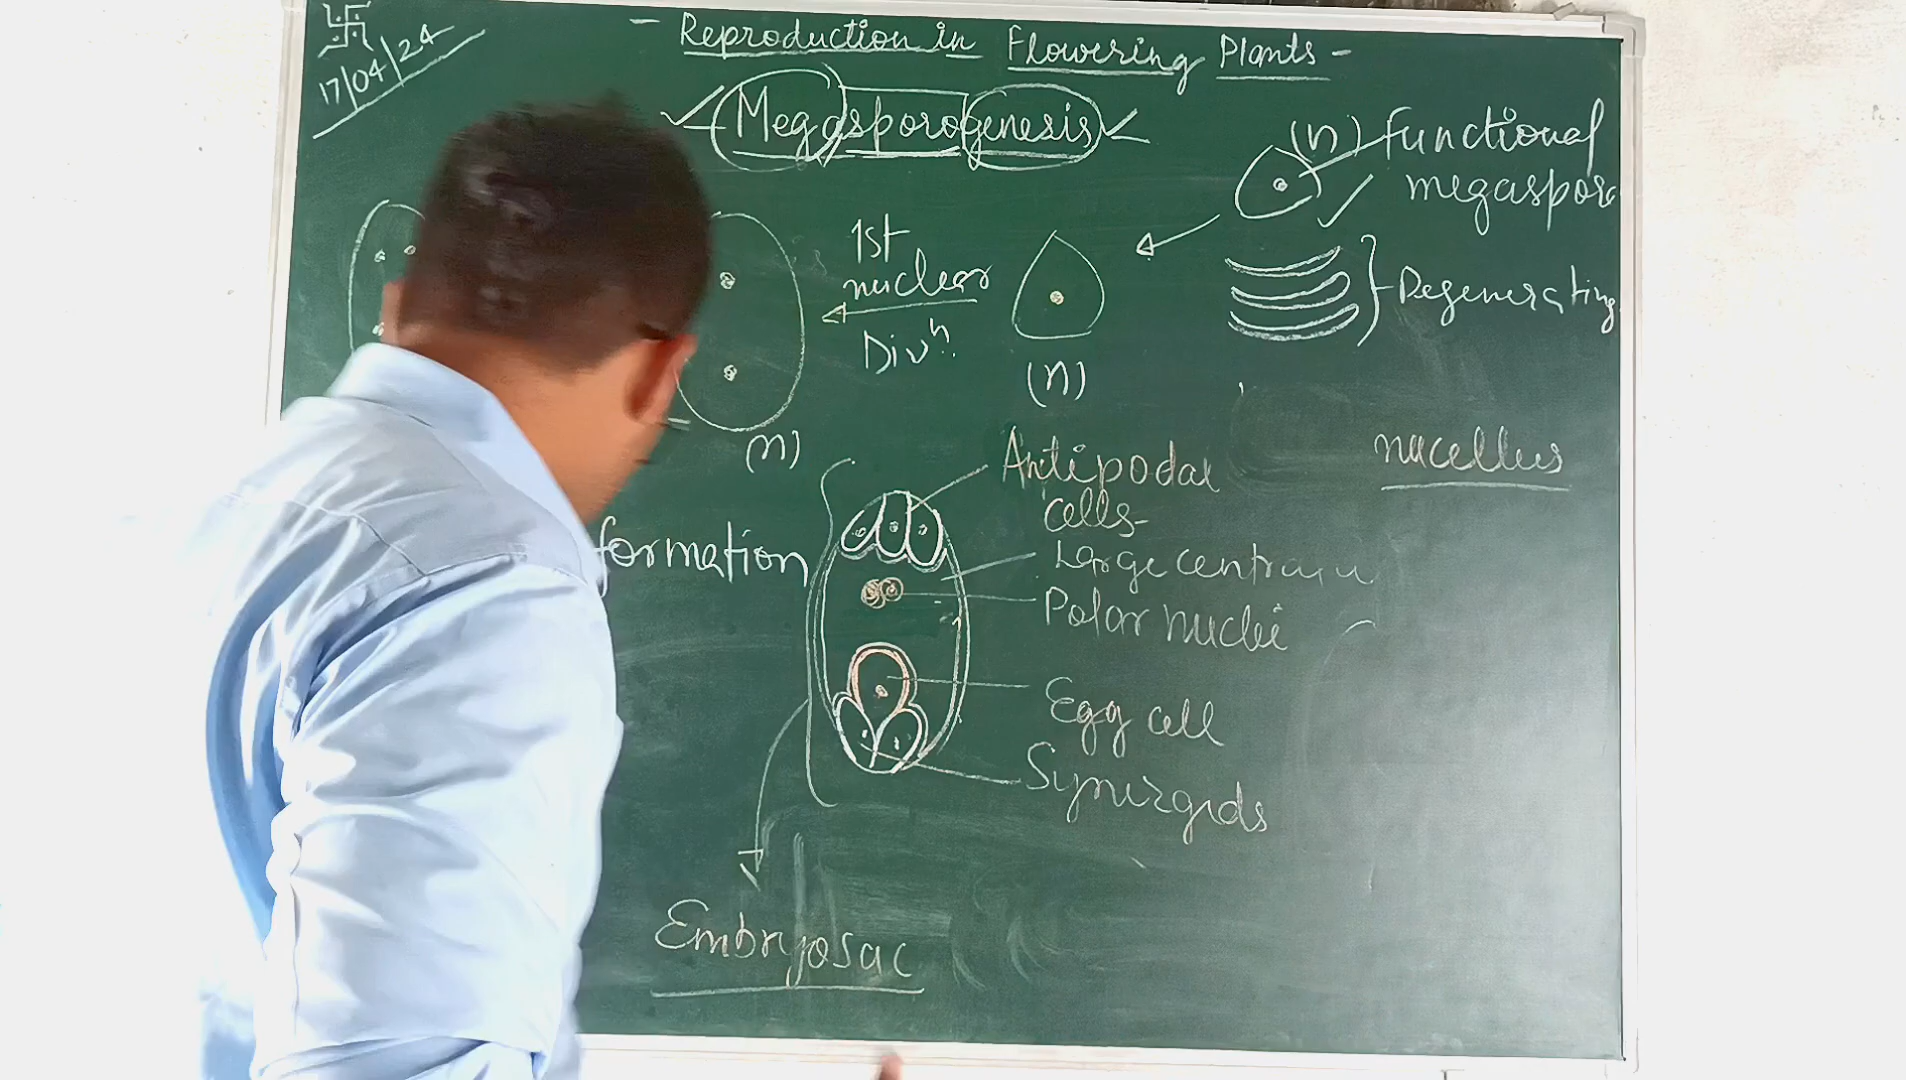 17/04/24
- Reproduction in Flowering Plants -
Megasporogenesis
(n) functional
megaspore
Degenerating
1st
nuclear
Divⁿ.
(n)
(n)
nucellus
formation
Antipodal
cells-
Large central
Polar nuclei
Egg cell
Synergids
Embryosac